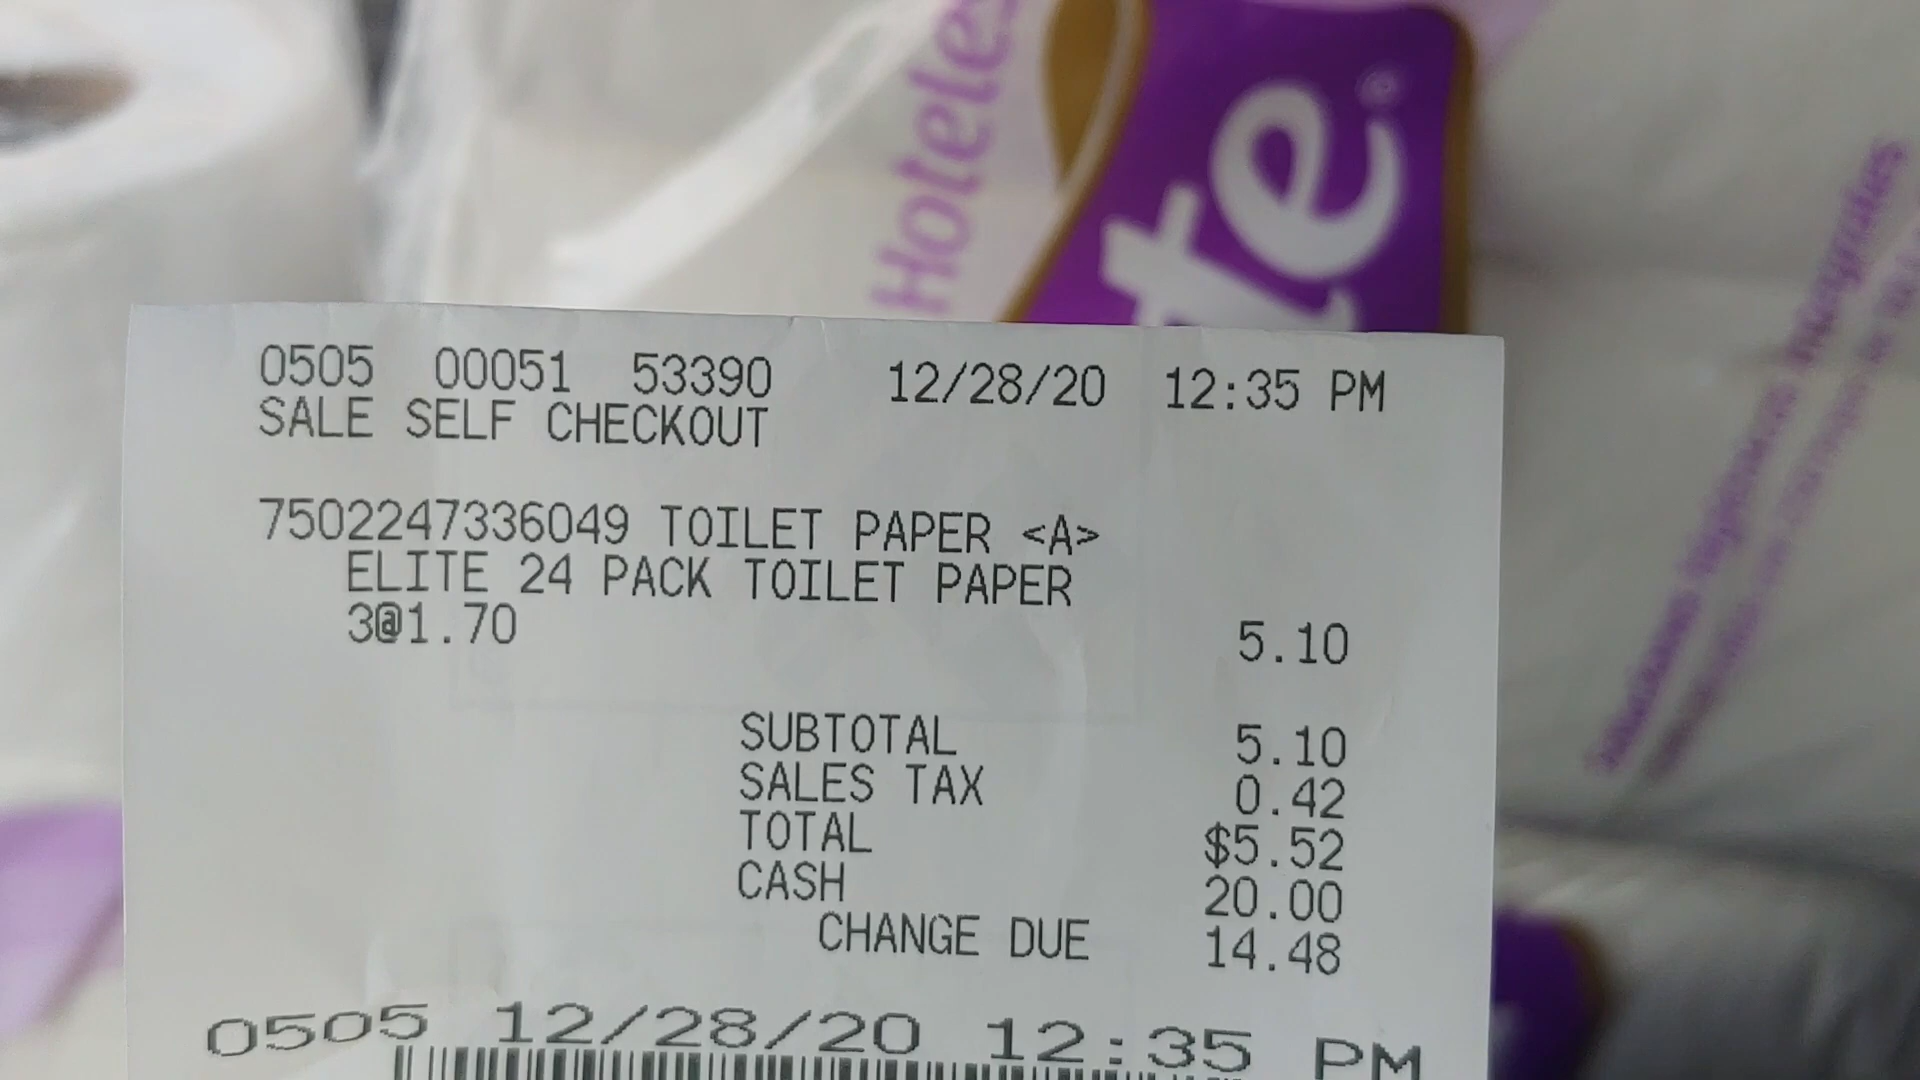 Hoteles
te
0505 00051 53390 12/28/20 12:35 PM
SALE SELF CHECKOUT
7502247336049 TOILET PAPER <A>
ELITE 24 PACK TOILET PAPER
3@1.70 5.10
SUBTOTAL 5.10
SALES TAX 0.42
TOTAL $5.52
CASH 20.00
CHANGE DUE 14.48
0505 12/28/20 12:35 PM